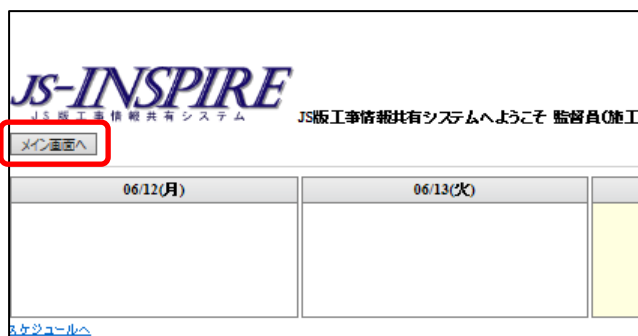 JS-INSPIRE
JS版工事情報共有システム
JS版工事情報共有システムへようこそ 監督員(施工
メイン画面へ
06/12(月) 06/13(火)
スケジュールへ